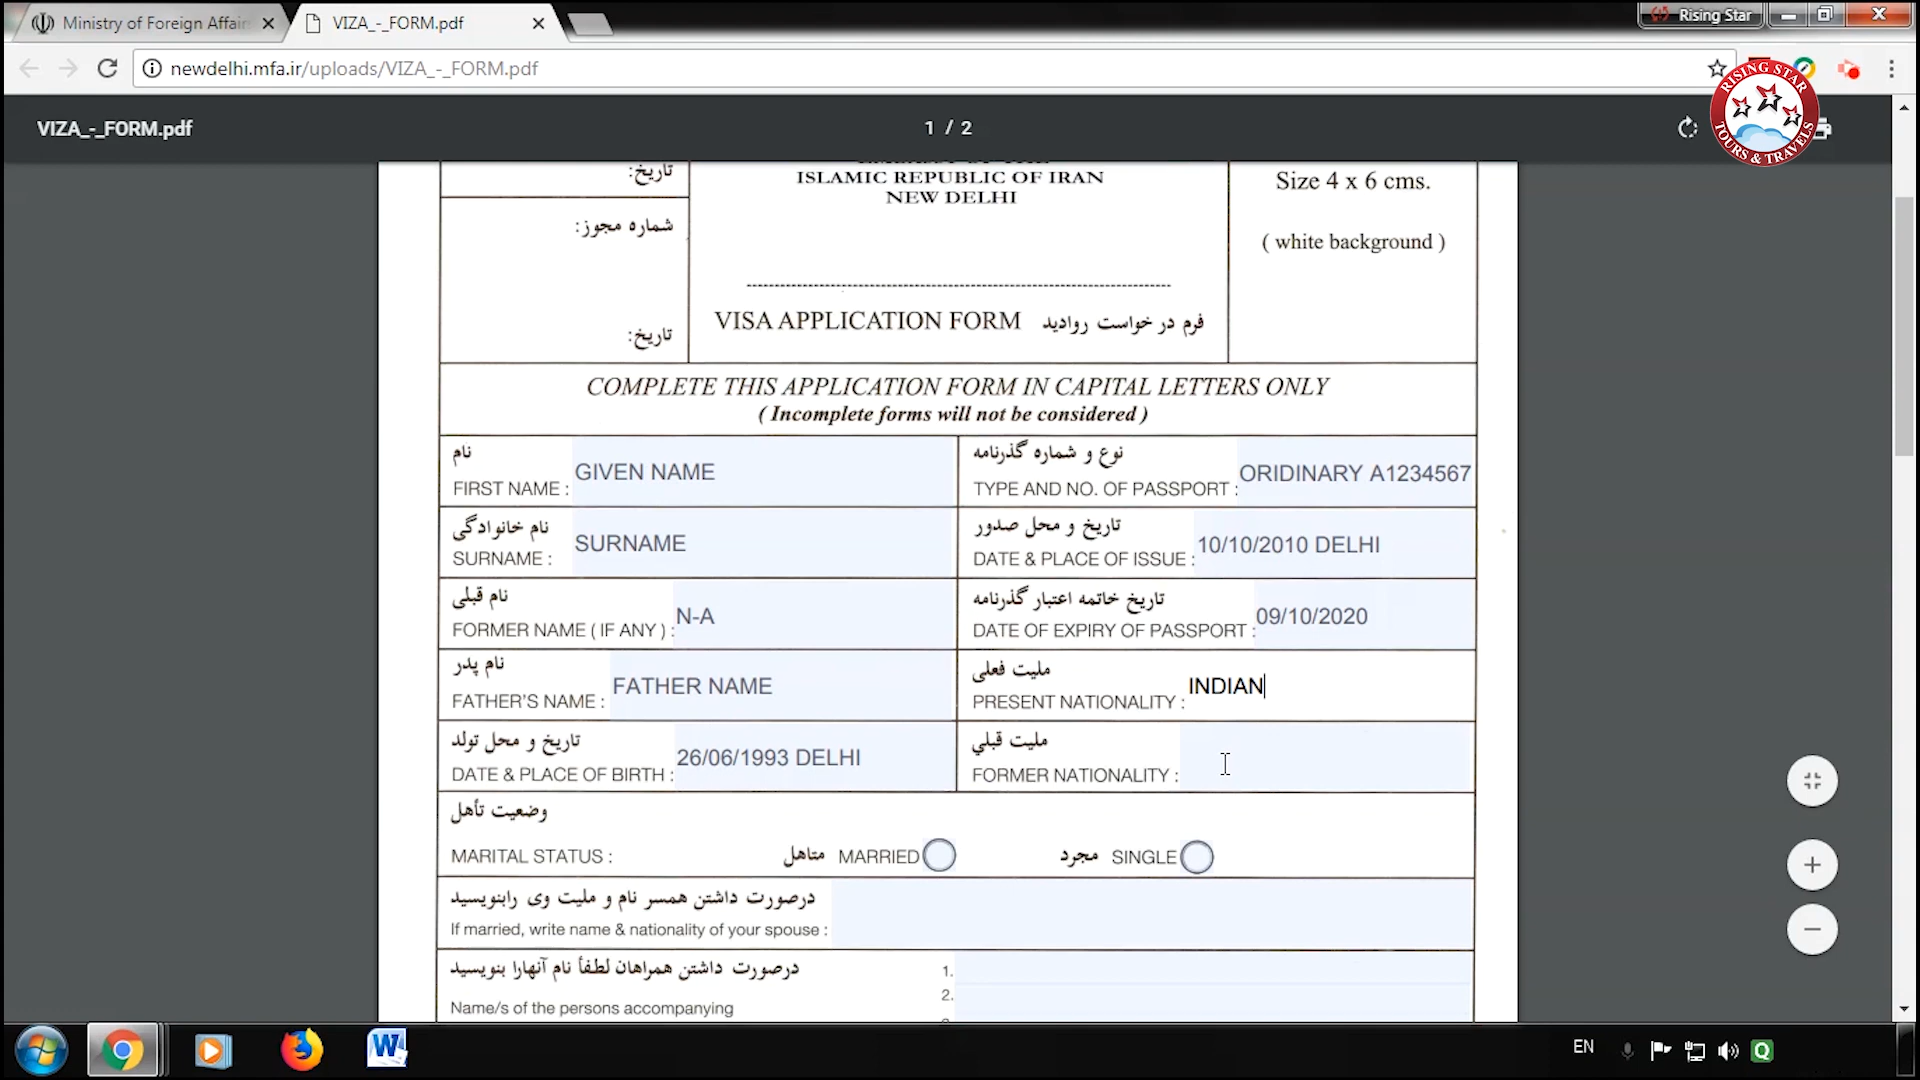 Ministry of Foreign Affair
VIZA_-_FORM.pdf
Rising Star
newdelhi.mfa.ir/uploads/VIZA_-_FORM.pdf
RISING STAR
TOURS & TRAVELS
VIZA_-_FORM.pdf
1 / 2
تاریخ:
ISLAMIC REPUBLIC OF IRAN
NEW DELHI
Size 4 x 6 cms.
شماره مجوز:
( white background )
تاریخ:
VISA APPLICATION FORM فرم در خواست روادید
COMPLETE THIS APPLICATION FORM IN CAPITAL LETTERS ONLY
( Incomplete forms will not be considered )
نام
FIRST NAME : GIVEN NAME
نوع و شماره گذرنامه
TYPE AND NO. OF PASSPORT : ORIDINARY A1234567
نام خانوادگی
SURNAME : SURNAME
تاریخ و محل صدور
DATE & PLACE OF ISSUE : 10/10/2010 DELHI
نام قبلی
FORMER NAME ( IF ANY ) : N-A
تاریخ خاتمه اعتبار گذرنامه
DATE OF EXPIRY OF PASSPORT : 09/10/2020
نام پدر
FATHER'S NAME : FATHER NAME
ملیت فعلی
PRESENT NATIONALITY : INDIAN
تاریخ و محل تولد
DATE & PLACE OF BIRTH : 26/06/1993 DELHI
ملیت قبلي
FORMER NATIONALITY :
وضعیت تأهل
MARITAL STATUS : متاهل MARRIED مجرد SINGLE
درصورت داشتن همسر نام و ملیت وی رابنویسید
If married, write name & nationality of your spouse :
درصورت داشتن همراهان لطفأ نام آنهارا بنویسید
1.
2.
Name/s of the persons accompanying
EN